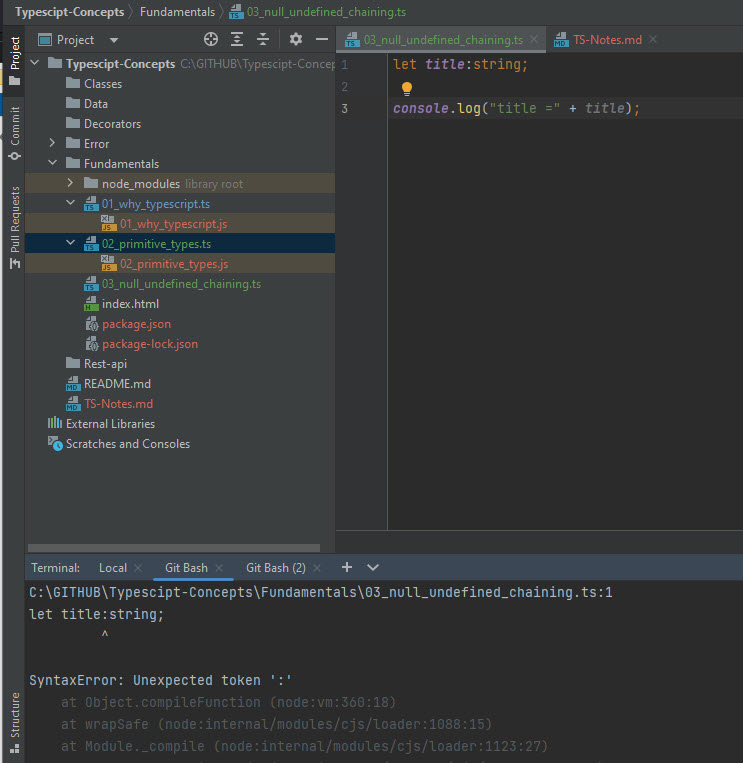 Typescipt-Concepts 〉 Fundamentals 〉 03_null_undefined_chaining.ts
Project
Commit
Pull Requests
Structure
Project
Typescipt-Concepts C:\GITHUB\Typescipt-Concep
Classes
Data
Decorators
Error
Fundamentals
node_modules library root
01_why_typescript.ts
01_why_typescript.js
02_primitive_types.ts
02_primitive_types.js
03_null_undefined_chaining.ts
index.html
package.json
package-lock.json
Rest-api
README.md
TS-Notes.md
External Libraries
Scratches and Consoles
03_null_undefined_chaining.ts TS-Notes.md
1 let title:string;
2
3 console.log("title =" + title);
Terminal: Local Git Bash Git Bash (2)
C:\GITHUB\Typescipt-Concepts\Fundamentals\03_null_undefined_chaining.ts:1
let title:string;
^
SyntaxError: Unexpected token ':'
at Object.compileFunction (node:vm:360:18)
at wrapSafe (node:internal/modules/cjs/loader:1088:15)
at Module._compile (node:internal/modules/cjs/loader:1123:27)